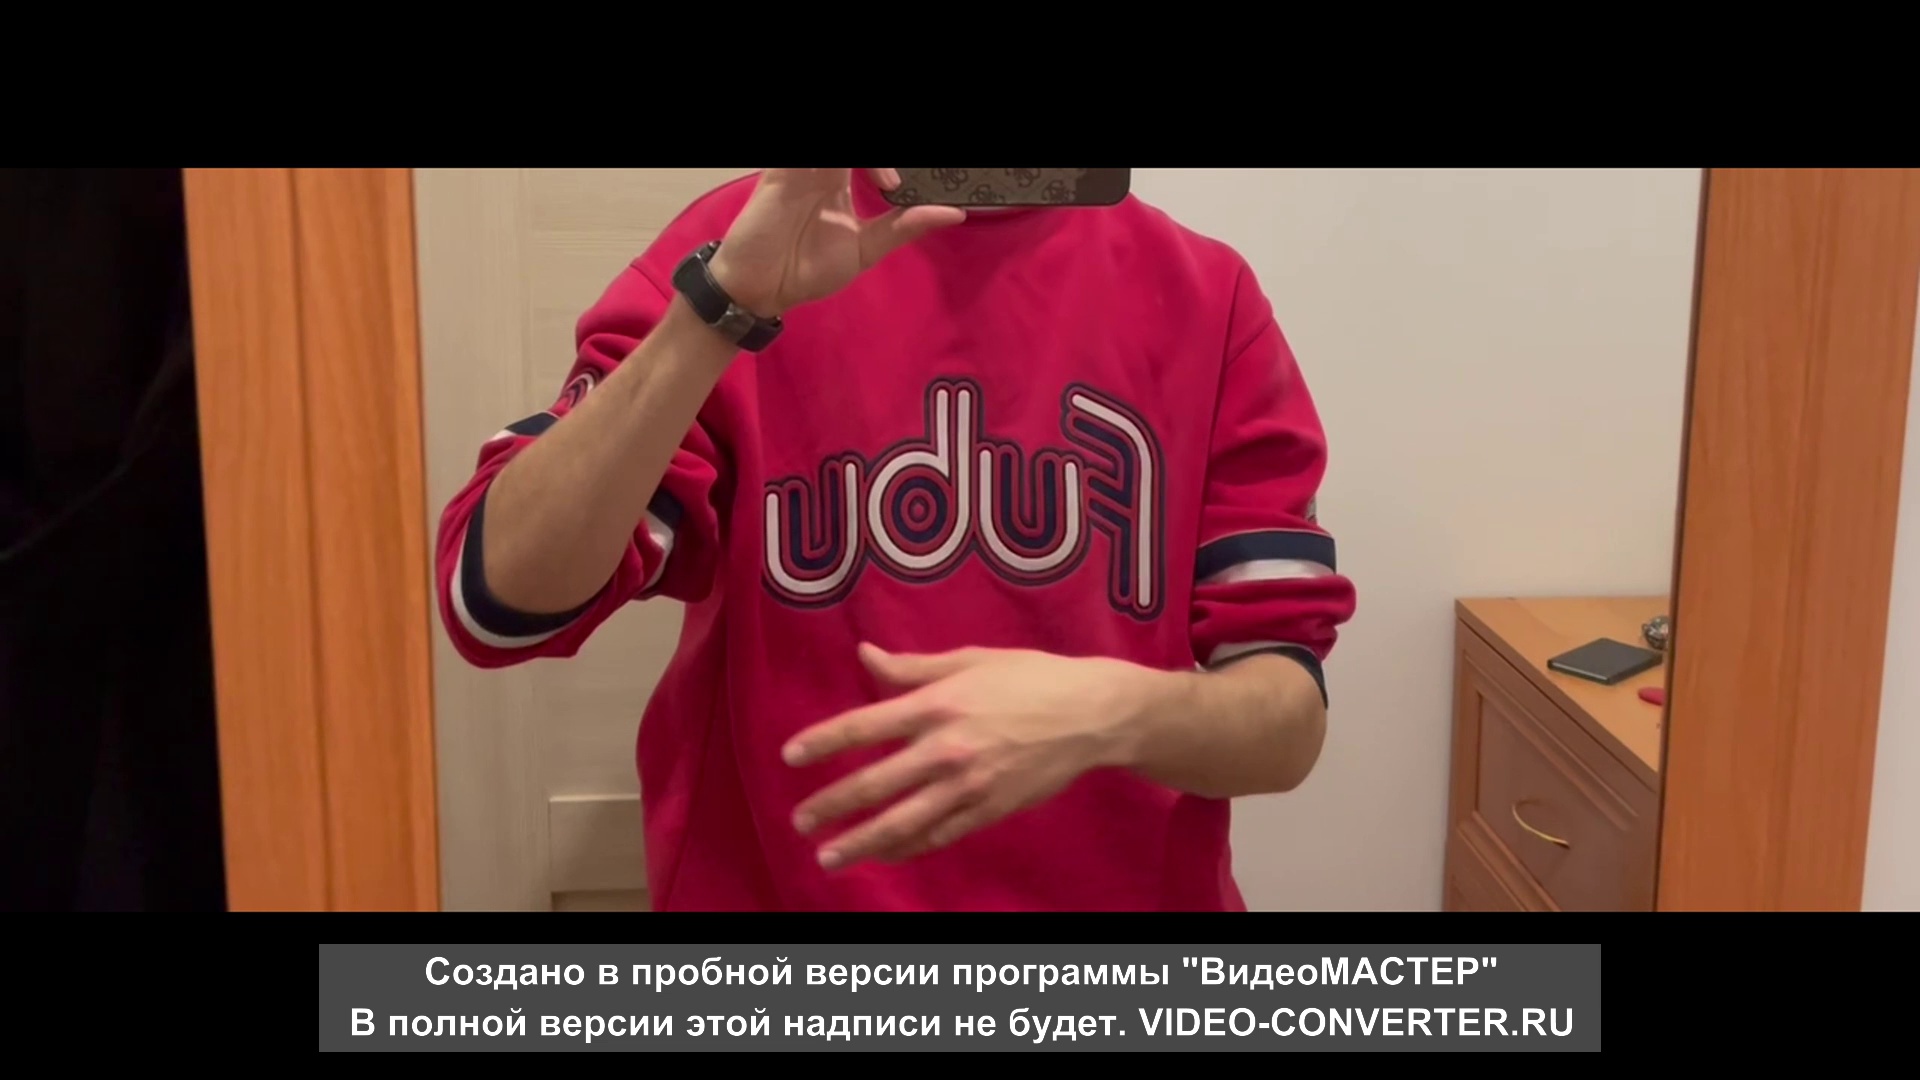 Fubu
Создано в пробной версии программы "ВидеоМАСТЕР"
В полной версии этой надписи не будет. VIDEO-CONVERTER.RU